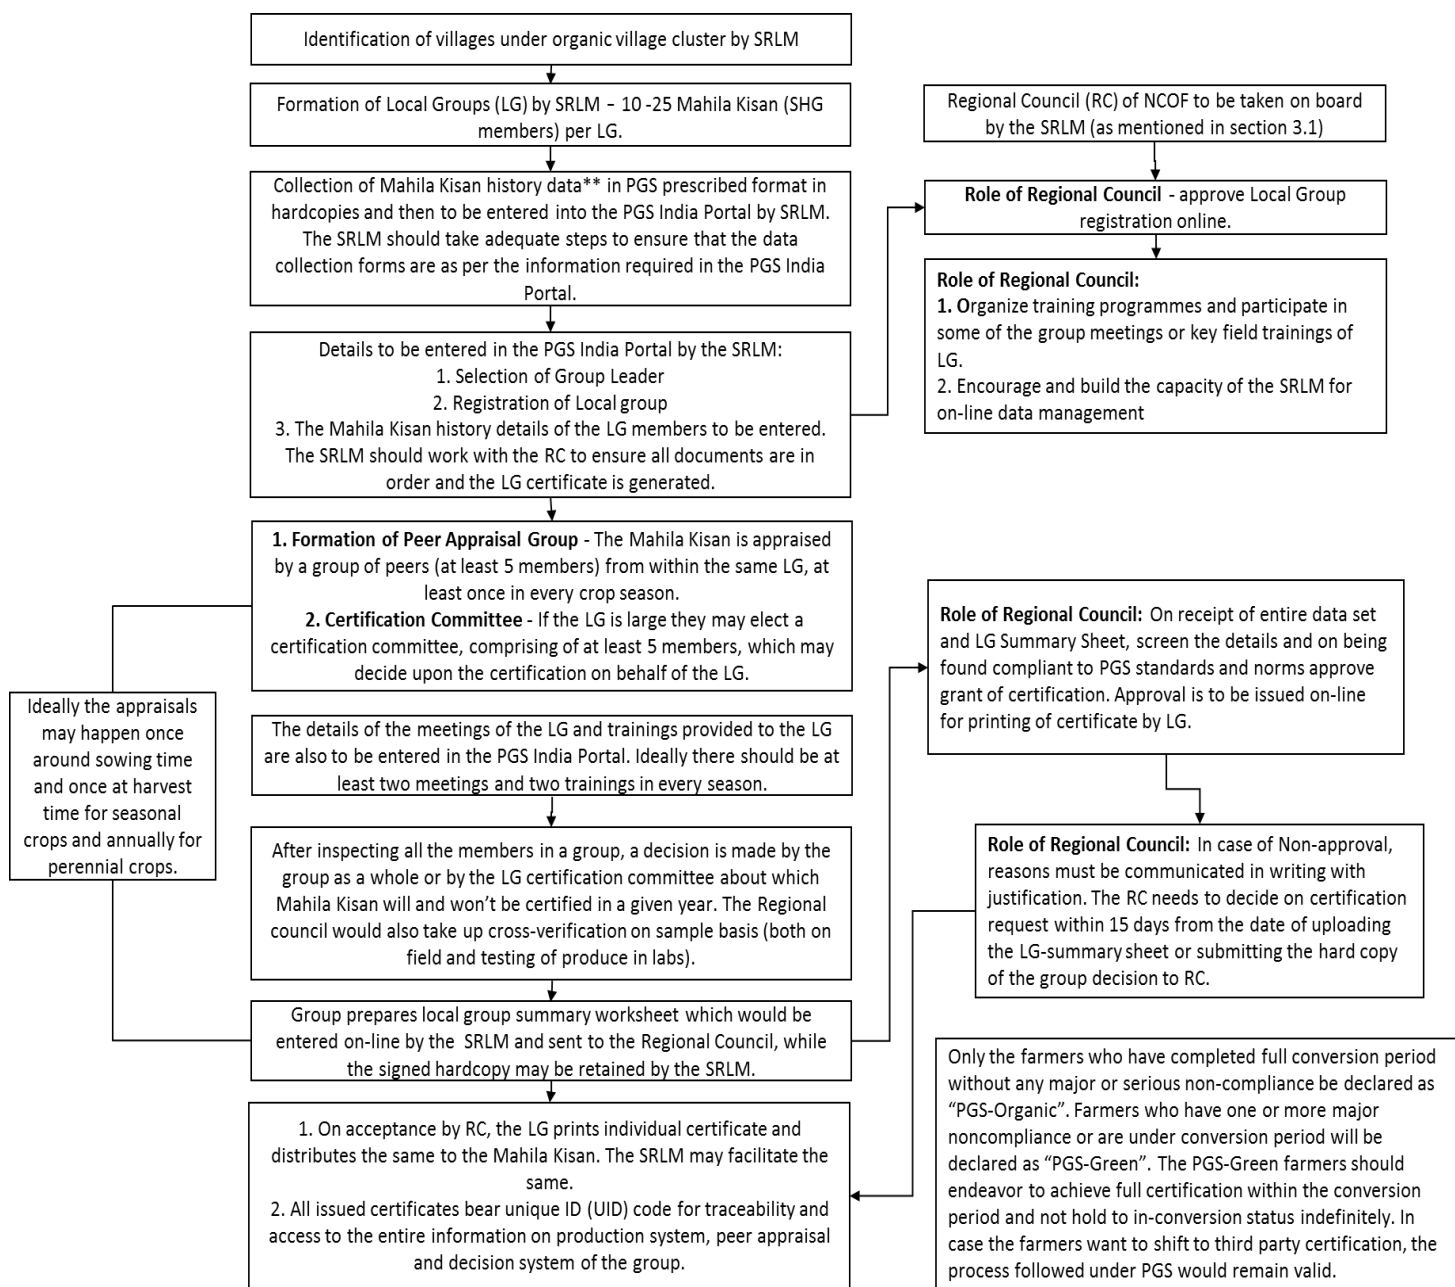 Identification of villages under organic village cluster by SRLM
Formation of Local Groups (LG) by SRLM – 10 -25 Mahila Kisan (SHG
members) per LG.
Collection of Mahila Kisan history data** in PGS prescribed format in
hardcopies and then to be entered into the PGS India Portal by SRLM.
The SRLM should take adequate steps to ensure that the data
collection forms are as per the information required in the PGS India
Portal.
Details to be entered in the PGS India Portal by the SRLM:
1. Selection of Group Leader
2. Registration of Local group
3. The Mahila Kisan history details of the LG members to be entered.
The SRLM should work with the RC to ensure all documents are in
order and the LG certificate is generated.
Regional Council (RC) of NCOF to be taken on board
by the SRLM (as mentioned in section 3.1)
Role of Regional Council - approve Local Group
registration online.
Role of Regional Council:
1. Organize training programmes and participate in
some of the group meetings or key field trainings of
LG.
2. Encourage and build the capacity of the SRLM for
on-line data management
1. Formation of Peer Appraisal Group - The Mahila Kisan is appraised
by a group of peers (at least 5 members) from within the same LG, at
least once in every crop season.
2. Certification Committee - If the LG is large they may elect a
certification committee, comprising of at least 5 members, which may
decide upon the certification on behalf of the LG.
Ideally the appraisals
may happen once
around sowing time
and once at harvest
time for seasonal
crops and annually for
perennial crops.
The details of the meetings of the LG and trainings provided to the LG
are also to be entered in the PGS India Portal. Ideally there should be at
least two meetings and two trainings in every season.
After inspecting all the members in a group, a decision is made by the
group as a whole or by the LG certification committee about which
Mahila Kisan will and won't be certified in a given year. The Regional
council would also take up cross-verification on sample basis (both on
field and testing of produce in labs).
Group prepares local group summary worksheet which would be
entered on-line by the SRLM and sent to the Regional Council, while
the signed hardcopy may be retained by the SRLM.
1. On acceptance by RC, the LG prints individual certificate and
distributes the same to the Mahila Kisan. The SRLM may facilitate the
same.
2. All issued certificates bear unique ID (UID) code for traceability and
access to the entire information on production system, peer appraisal
and decision system of the group.
Role of Regional Council: On receipt of entire data set
and LG Summary Sheet, screen the details and on being
found compliant to PGS standards and norms approve
grant of certification. Approval is to be issued on-line
for printing of certificate by LG.
Role of Regional Council: In case of Non-approval,
reasons must be communicated in writing with
justification. The RC needs to decide on certification
request within 15 days from the date of uploading
the LG-summary sheet or submitting the hard copy
of the group decision to RC.
Only the farmers who have completed full conversion period
without any major or serious non-compliance be declared as
“PGS-Organic”. Farmers who have one or more major
noncompliance or are under conversion period will be
declared as “PGS-Green”. The PGS-Green farmers should
endeavor to achieve full certification within the conversion
period and not hold to in-conversion status indefinitely. In
case the farmers want to shift to third party certification, the
process followed under PGS would remain valid.